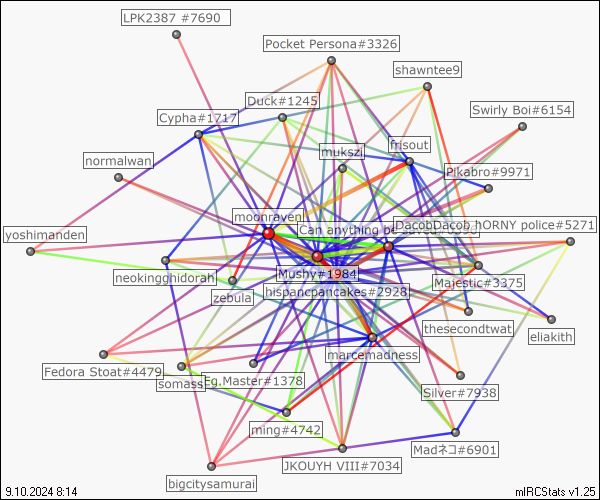 LPK2387 #7690
Pocket Persona#3326
shawntee9
Duck#1245
Swirly Boi#6154
Cypha#1717
frisout
mukszi
normalwan
Pikabro#9971
moonraven
Can anything be
DacobDacob hORNY police#5271
yoshimanden
Mushy#1984
neokingghidorah
Majestic#3375
hispancpancakes#2928
zebula
thesecondtwat
eliakith
marcemadness
Fedora Stoat#4479
somass
Eg.Master#1378
Silver#7938
ming#4742
Madネコ#6901
JKOUYH VIII#7034
bigcitysamurai
9.10.2024 8:14
mIRCStats v1.25